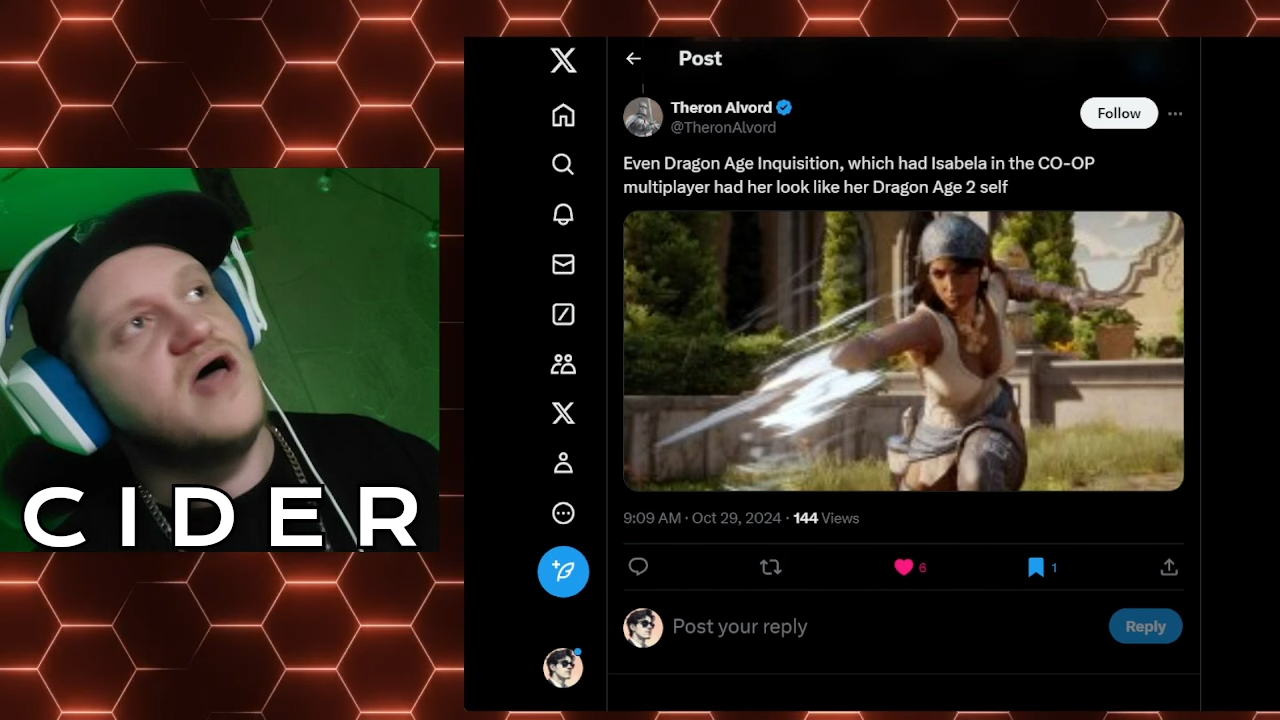 Post
Theron Alvord
@TheronAlvord
Follow
Even Dragon Age Inquisition, which had Isabela in the CO-OP
multiplayer had her look like her Dragon Age 2 self
9:09 AM · Oct 29, 2024 · 144 Views
6
1
Post your reply
Reply
CIDER